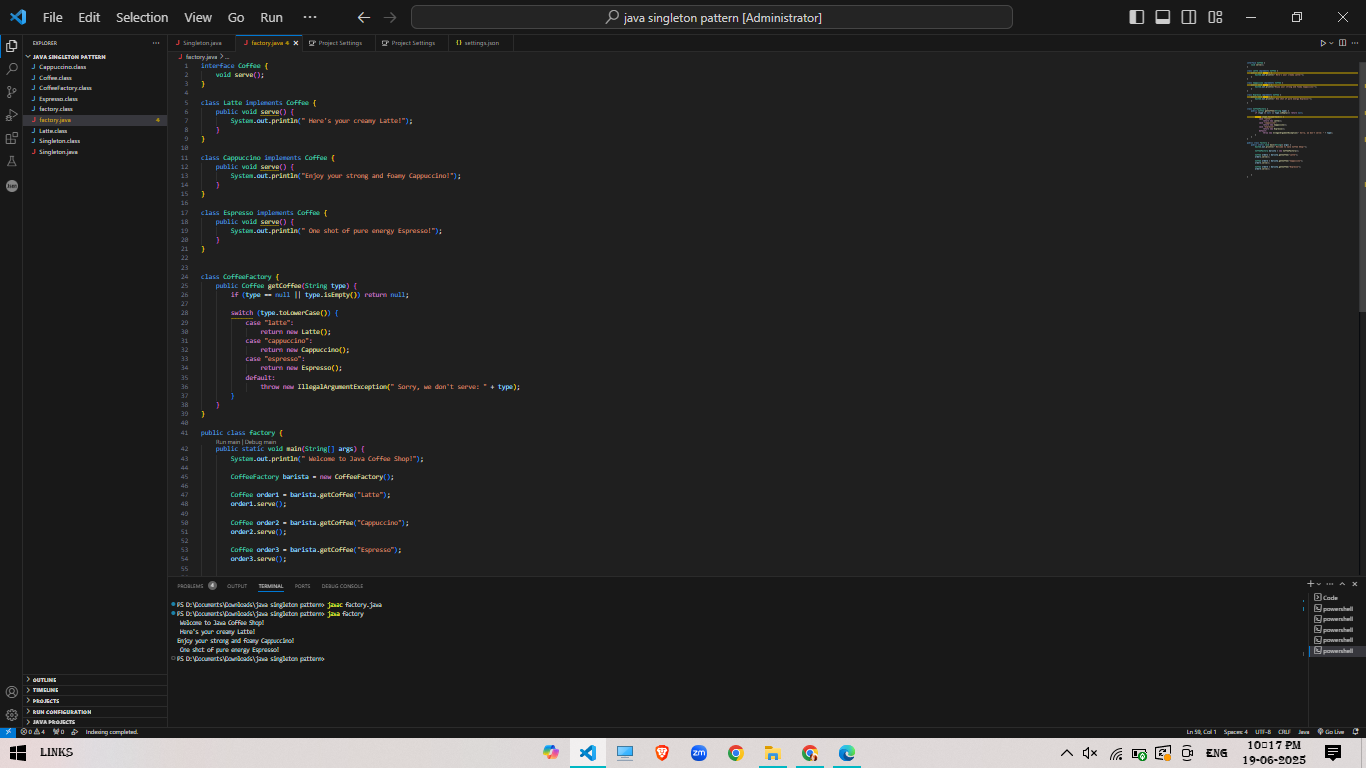 File Edit Selection View Go Run ···
java singleton pattern [Administrator]
EXPLORER
JAVA SINGLETON PATTERN
Cappuccino.class
Coffee.class
CoffeeFactory.class
Espresso.class
factory.class
factory.java 4
Latte.class
Singleton.class
Singleton.java
OUTLINE
TIMELINE
PROJECTS
RUN CONFIGURATION
JAVA PROJECTS
Singleton.java factory.java 4 Project Settings Project Settings {} settings.json
factory.java > ...
1 interface Coffee {
2 void serve();
3 }
4
5 class Latte implements Coffee {
6 public void serve() {
7 System.out.println(" Here's your creamy Latte!");
8 }
9 }
10
11 class Cappuccino implements Coffee {
12 public void serve() {
13 System.out.println("Enjoy your strong and foamy Cappuccino!");
14 }
15 }
16
17 class Espresso implements Coffee {
18 public void serve() {
19 System.out.println(" One shot of pure energy Espresso!");
20 }
21 }
22
23
24 class CoffeeFactory {
25 public Coffee getCoffee(String type) {
26 if (type == null || type.isEmpty()) return null;
27
28 switch (type.toLowerCase()) {
29 case "latte":
30 return new Latte();
31 case "cappuccino":
32 return new Cappuccino();
33 case "espresso":
34 return new Espresso();
35 default:
36 throw new IllegalArgumentException(" Sorry, we don't serve: " + type);
37 }
38 }
39 }
40
41 public class factory {
Run main | Debug main
42 public static void main(String[] args) {
43 System.out.println(" Welcome to Java Coffee Shop!");
44
45 CoffeeFactory barista = new CoffeeFactory();
46
47 Coffee order1 = barista.getCoffee("Latte");
48 order1.serve();
49
50 Coffee order2 = barista.getCoffee("Cappuccino");
51 order2.serve();
52
53 Coffee order3 = barista.getCoffee("Espresso");
54 order3.serve();
55
PROBLEMS 4 OUTPUT TERMINAL PORTS DEBUG CONSOLE
PS D:\Documents\Downloads\java singleton pattern> javac factory.java
PS D:\Documents\Downloads\java singleton pattern> java factory
Welcome to Java Coffee Shop!
Here's your creamy Latte!
Enjoy your strong and foamy Cappuccino!
One shot of pure energy Espresso!
PS D:\Documents\Downloads\java singleton pattern>
Code
powershell
powershell
powershell
powershell
powershell
0 4 0 Indexing completed.
Ln 59, Col 1 Spaces: 4 UTF-8 CRLF Java Go Live
LINKS
zm
ENG
10:17 PM
19-06-2025